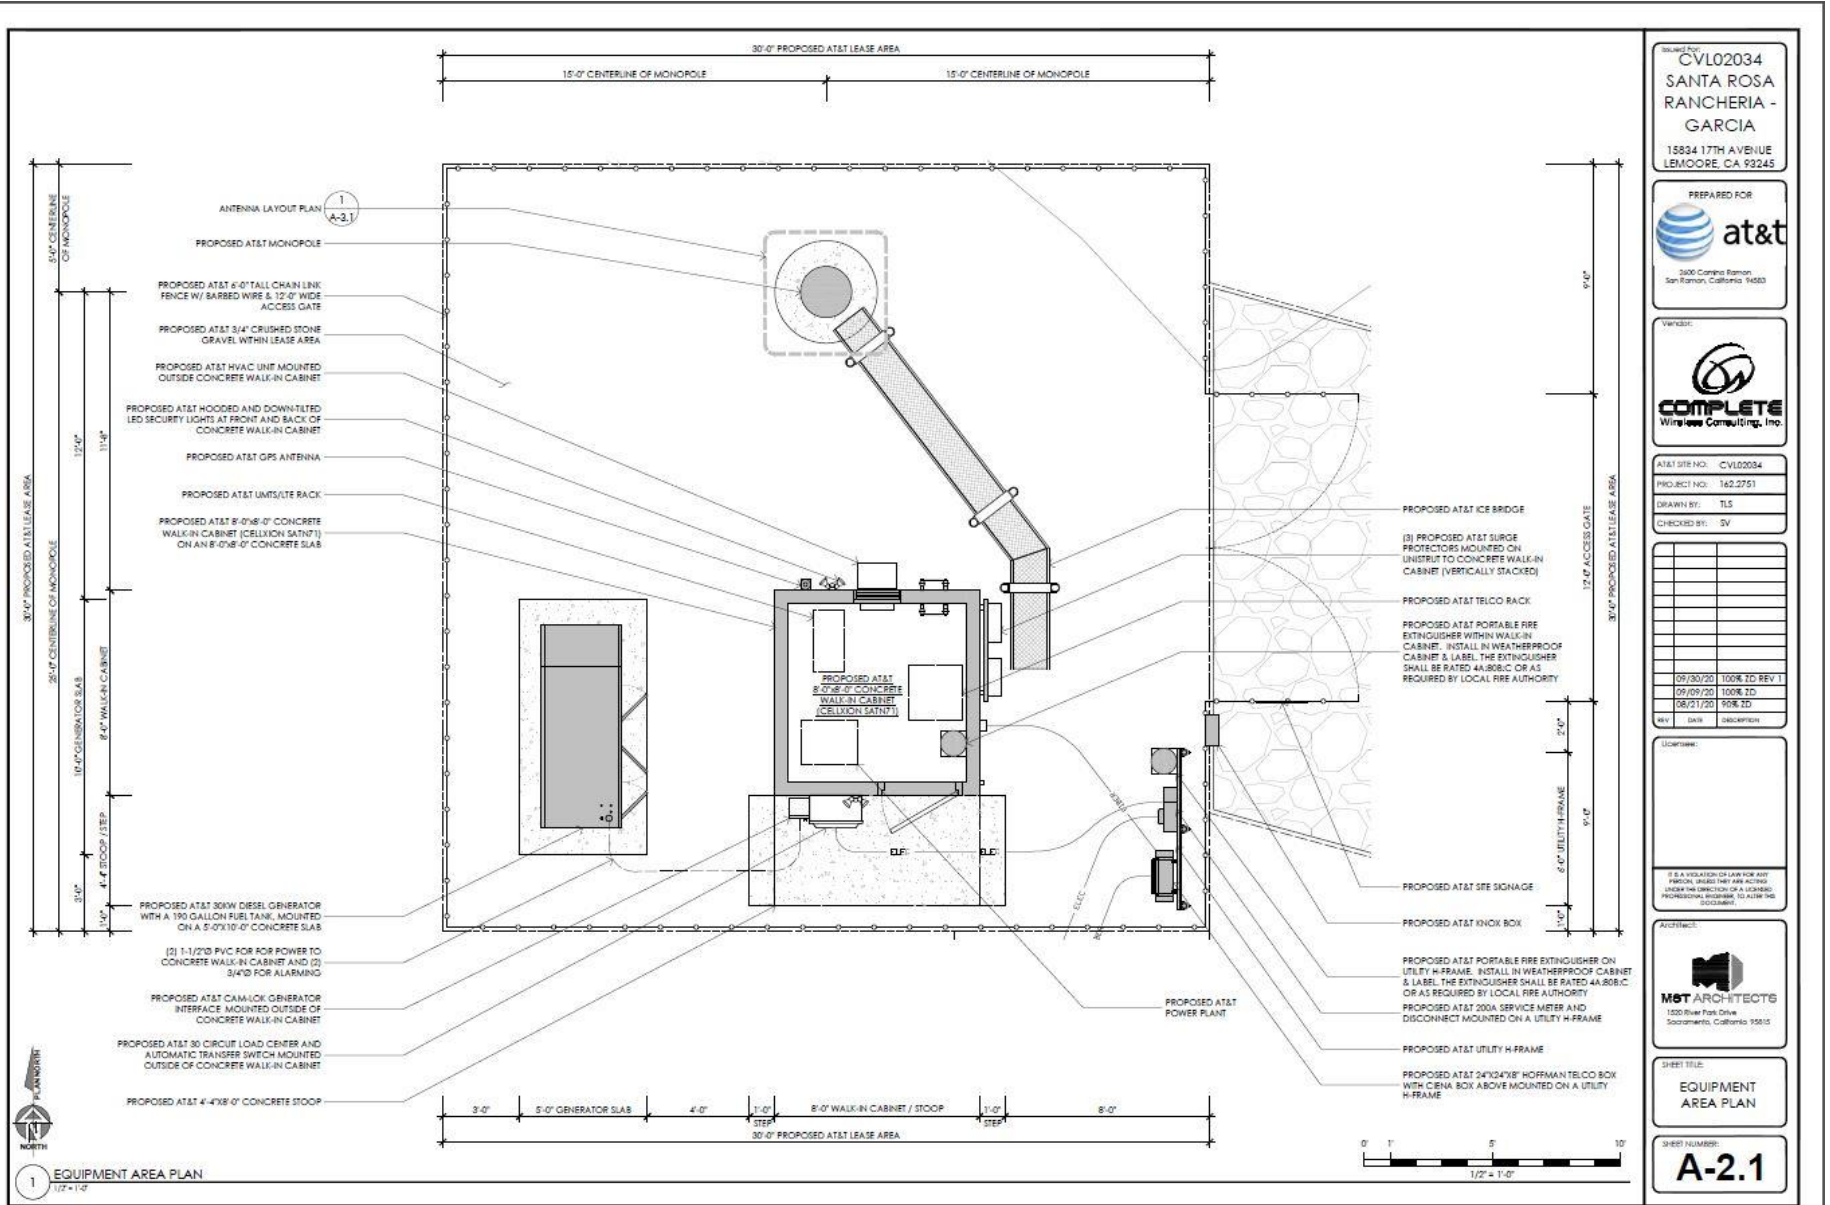 30'-0" PROPOSED AT&T LEASE AREA
15'-0" CENTERLINE OF MONOPOLE
15'-0" CENTERLINE OF MONOPOLE
5'-0" CENTERLINE
OF MONOPOLE
30'-0" PROPOSED AT&T LEASE AREA
25'-0" CENTERLINE OF MONOPOLE
12'-0"
10'-0" GENERATOR SLAB
3'-0"
11'-8"
8'-0" WALK-IN CABINET
4'-4" STOOP / STEP
1'-0"
ANTENNA LAYOUT PLAN
1
A-3.1
PROPOSED AT&T MONOPOLE
PROPOSED AT&T 6'-0" TALL CHAIN LINK
FENCE W/ BARBED WIRE & 12'-0" WIDE
ACCESS GATE
PROPOSED AT&T 3/4" CRUSHED STONE
GRAVEL WITHIN LEASE AREA
PROPOSED AT&T HVAC UNIT MOUNTED
OUTSIDE CONCRETE WALK-IN CABINET
PROPOSED AT&T HOODED AND DOWN-TILTED
LED SECURITY LIGHTS AT FRONT AND BACK OF
CONCRETE WALK-IN CABINET
PROPOSED AT&T GPS ANTENNA
PROPOSED AT&T UMTS/LTE RACK
PROPOSED AT&T 8'-0"x8'-0" CONCRETE
WALK-IN CABINET (CELLXION SATN71)
ON AN 8'-0"x8'-0" CONCRETE SLAB
PROPOSED AT&T 30KW DIESEL GENERATOR
WITH A 190 GALLON FUEL TANK, MOUNTED
ON A 5'-0"X10'-0" CONCRETE SLAB
(2) 1-1/2"Ø PVC FOR FOR POWER TO
CONCRETE WALK-IN CABINET AND (2)
3/4"Ø FOR ALARMING
PROPOSED AT&T CAM-LOK GENERATOR
INTERFACE MOUNTED OUTSIDE OF
CONCRETE WALK-IN CABINET
PROPOSED AT&T 30 CIRCUIT LOAD CENTER AND
AUTOMATIC TRANSFER SWITCH MOUNTED
OUTSIDE OF CONCRETE WALK-IN CABINET
PROPOSED AT&T 4'-4"X8'-0" CONCRETE STOOP
PROPOSED AT&T
8'-0"x8'-0" CONCRETE
WALK-IN CABINET
(CELLXION SATN71)
ELEC
ELEC
ELEC
PROPOSED AT&T
POWER PLANT
PROPOSED AT&T ICE BRIDGE
(3) PROPOSED AT&T SURGE
PROTECTORS MOUNTED ON
UNISTRUT TO CONCRETE WALK-IN
CABINET (VERTICALLY STACKED)
PROPOSED AT&T TELCO RACK
PROPOSED AT&T PORTABLE FIRE
EXTINGUISHER WITHIN WALK-IN
CABINET. INSTALL IN WEATHERPROOF
CABINET & LABEL. THE EXTINGUISHER
SHALL BE RATED 4A:80B:C OR AS
REQUIRED BY LOCAL FIRE AUTHORITY
PROPOSED AT&T SITE SIGNAGE
PROPOSED AT&T KNOX BOX
PROPOSED AT&T PORTABLE FIRE EXTINGUISHER ON
UTILITY H-FRAME. INSTALL IN WEATHERPROOF CABINET
& LABEL. THE EXTINGUISHER SHALL BE RATED 4A:80B:C
OR AS REQUIRED BY LOCAL FIRE AUTHORITY
PROPOSED AT&T 200A SERVICE METER AND
DISCONNECT MOUNTED ON A UTILITY H-FRAME
PROPOSED AT&T UTILITY H-FRAME
PROPOSED AT&T 24"X24"X8" HOFFMAN TELCO BOX
WITH CIENA BOX ABOVE MOUNTED ON A UTILITY
H-FRAME
9'-0"
12'-0" ACCESS GATE
2'-0"
6'-0" UTILITY H-FRAME
9'-0"
1'-0"
30'-0" PROPOSED AT&T LEASE AREA
3'-0"
5'-0" GENERATOR SLAB
4'-0"
1'-0"
STEP
8'-0" WALK-IN CABINET / STOOP
1'-0"
STEP
8'-0"
30'-0" PROPOSED AT&T LEASE AREA
0'
1'
5'
10'
1/2" = 1'-0"
PLAN NORTH
NORTH
1
EQUIPMENT AREA PLAN
1/2" = 1'-0"
Issued For:
CVL02034
SANTA ROSA
RANCHERIA -
GARCIA
15834 17TH AVENUE
LEMOORE, CA 93245
PREPARED FOR
at&t
2600 Camino Ramon
San Ramon, California 94583
Vendor:
COMPLETE
Wireless Consulting, Inc.
AT&T SITE NO: CVL02034
PROJECT NO: 162.2751
DRAWN BY: TLS
CHECKED BY: SV
09/30/20 100% ZD REV 1
09/09/20 100% ZD
08/21/20 90% ZD
REV DATE DESCRIPTION
Licensee:
IT IS A VIOLATION OF LAW FOR ANY
PERSON, UNLESS THEY ARE ACTING
UNDER THE DIRECTION OF A LICENSED
PROFESSIONAL ENGINEER, TO ALTER THIS
DOCUMENT.
Architect:
MST ARCHITECTS
1520 River Park Drive
Sacramento, California 95815
SHEET TITLE:
EQUIPMENT
AREA PLAN
SHEET NUMBER:
A-2.1